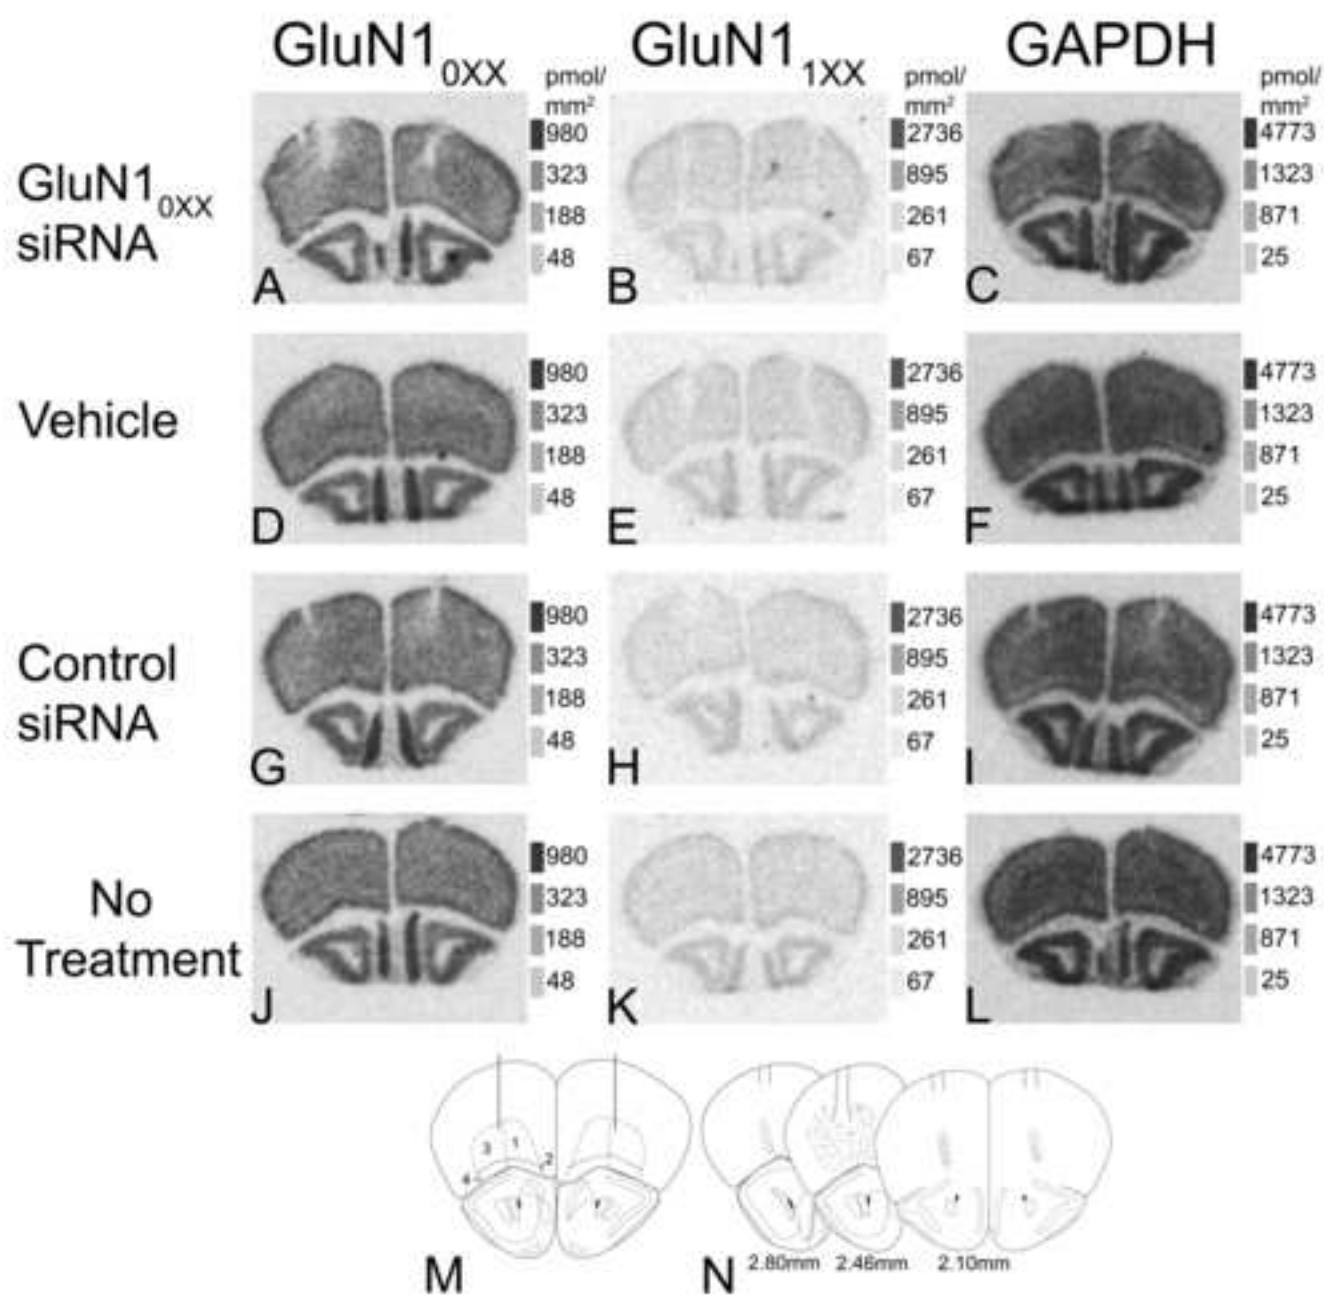 GluN1 0XX GluN1 1XX GAPDH
pmol/ mm² pmol/ mm² pmol/ mm²
GluN1 0XX siRNA
A 980 323 188 48
B 2736 895 261 67
C 4773 1323 871 25
Vehicle
D 980 323 188 48
E 2736 895 261 67
F 4773 1323 871 25
Control siRNA
G 980 323 188 48
H 2736 895 261 67
I 4773 1323 871 25
No Treatment
J 980 323 188 48
K 2736 895 261 67
L 4773 1323 871 25
3 1 2 4
M N 2.80mm 2.46mm 2.10mm